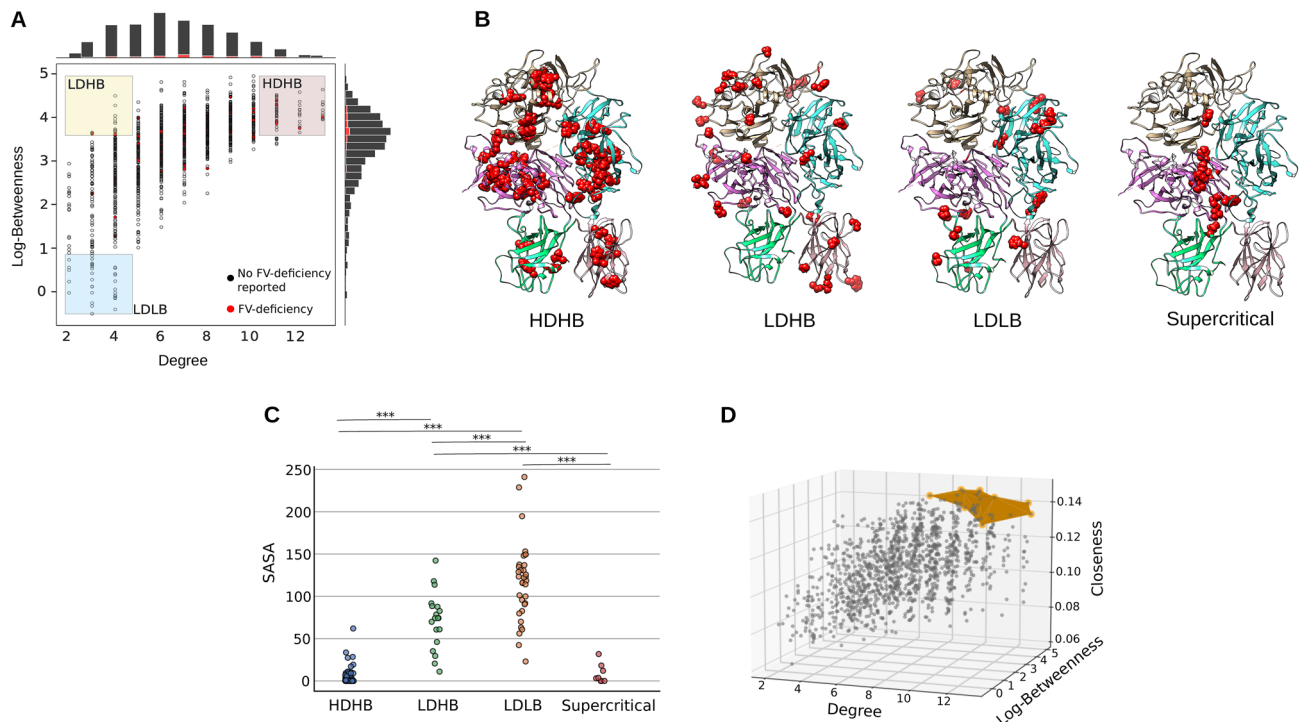 A
LDHB
HDHB
5
4
3
2
1
0
Log-Betweenness
No FV-deficiency
reported
FV-deficiency
LDLB
2 4 6 8 10 12
Degree
B
HDHB
LDHB
LDLB
Supercritical
C
***
***
***
***
***
250
200
150
100
50
0
SASA
HDHB LDHB LDLB Supercritical
D
0.14
0.12
0.10
0.08
0.06
Closeness
5
4
3
2
1
0
Log-Betweenness
2 4 6 8 10 12
Degree